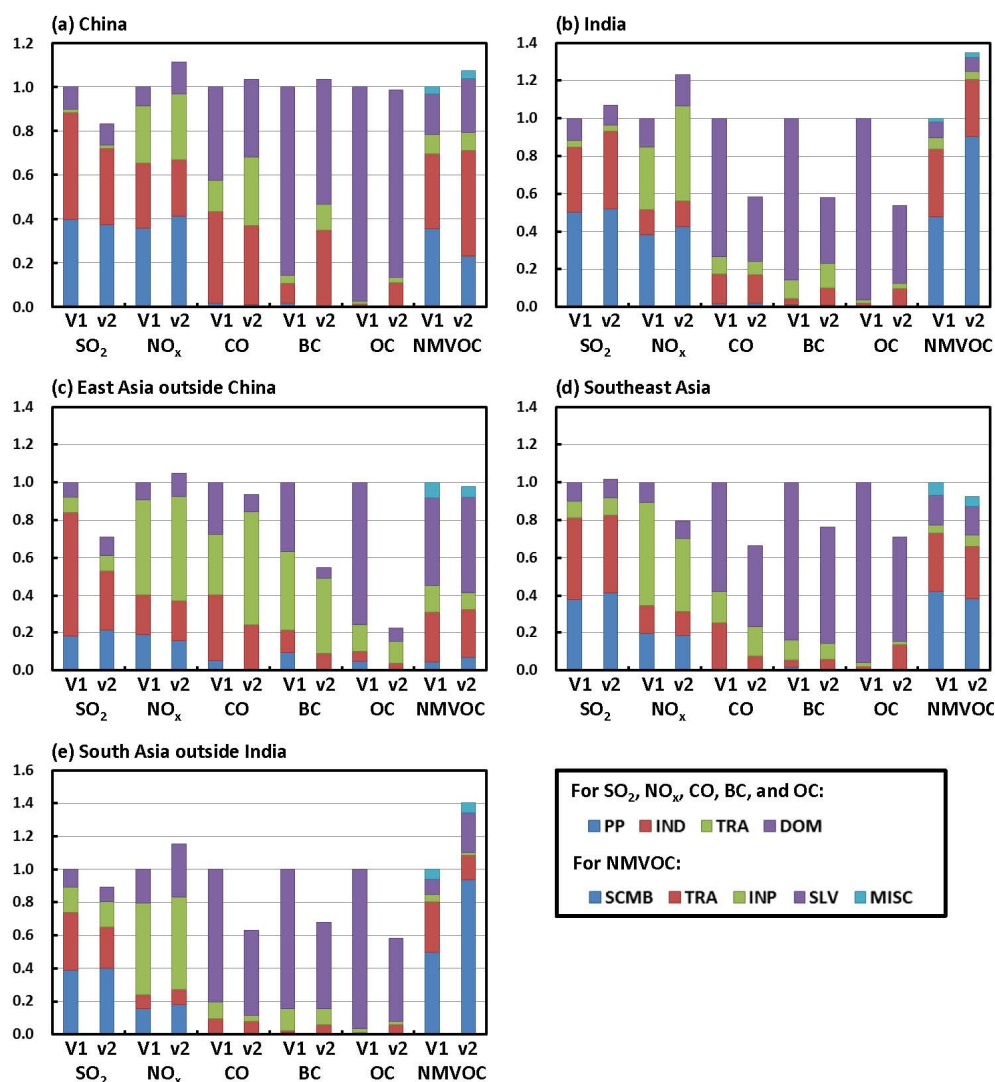 (a) China
1.2
1.0
0.8
0.6
0.4
0.2
0.0
V1 v2 V1 v2 V1 v2 V1 v2 V1 v2 V1 v2
SO2 NOx CO BC OC NMVOC
(b) India
1.4
1.2
1.0
0.8
0.6
0.4
0.2
0.0
V1 v2 V1 v2 V1 v2 V1 v2 V1 v2 V1 v2
SO2 NOx CO BC OC NMVOC
(c) East Asia outside China
1.4
1.2
1.0
0.8
0.6
0.4
0.2
0.0
V1 v2 V1 v2 V1 v2 V1 v2 V1 v2 V1 v2
SO2 NOx CO BC OC NMVOC
(d) Southeast Asia
1.4
1.2
1.0
0.8
0.6
0.4
0.2
0.0
V1 v2 V1 v2 V1 v2 V1 v2 V1 v2 V1 v2
SO2 NOx CO BC OC NMVOC
(e) South Asia outside India
1.6
1.4
1.2
1.0
0.8
0.6
0.4
0.2
0.0
V1 v2 V1 v2 V1 v2 V1 v2 V1 v2 V1 v2
SO2 NOx CO BC OC NMVOC
For SO2, NOx, CO, BC, and OC:
PP IND TRA DOM
For NMVOC:
SCMB TRA INP SLV MISC